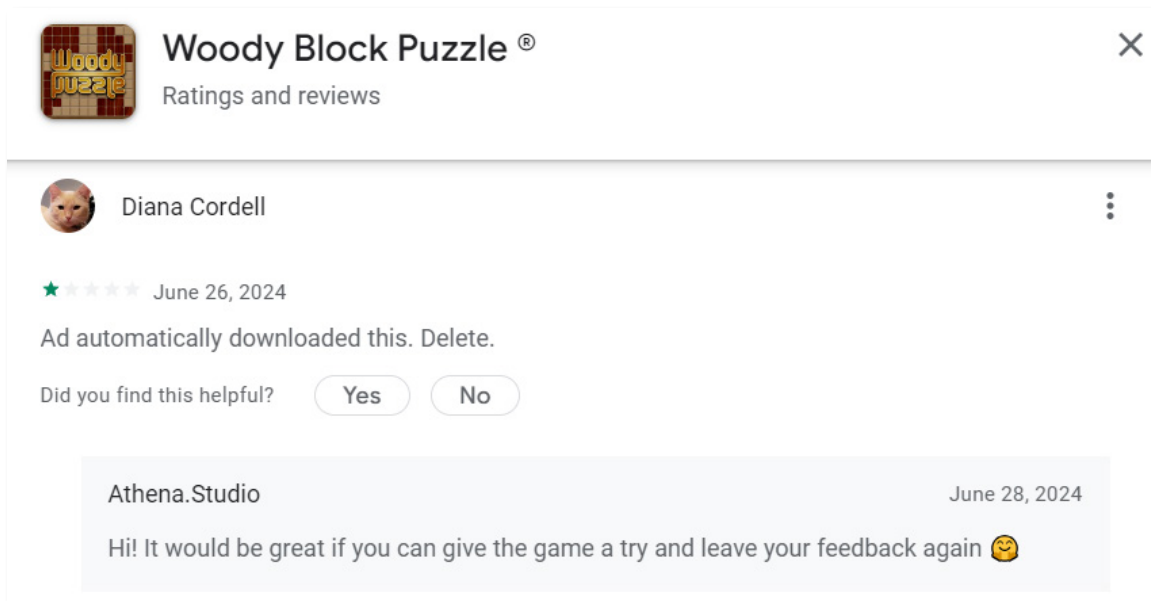 Woody
puzzle
Woody Block Puzzle ®
Ratings and reviews
Diana Cordell
June 26, 2024
Ad automatically downloaded this. Delete.
Did you find this helpful? Yes No
Athena.Studio June 28, 2024
Hi! It would be great if you can give the game a try and leave your feedback again 🤗